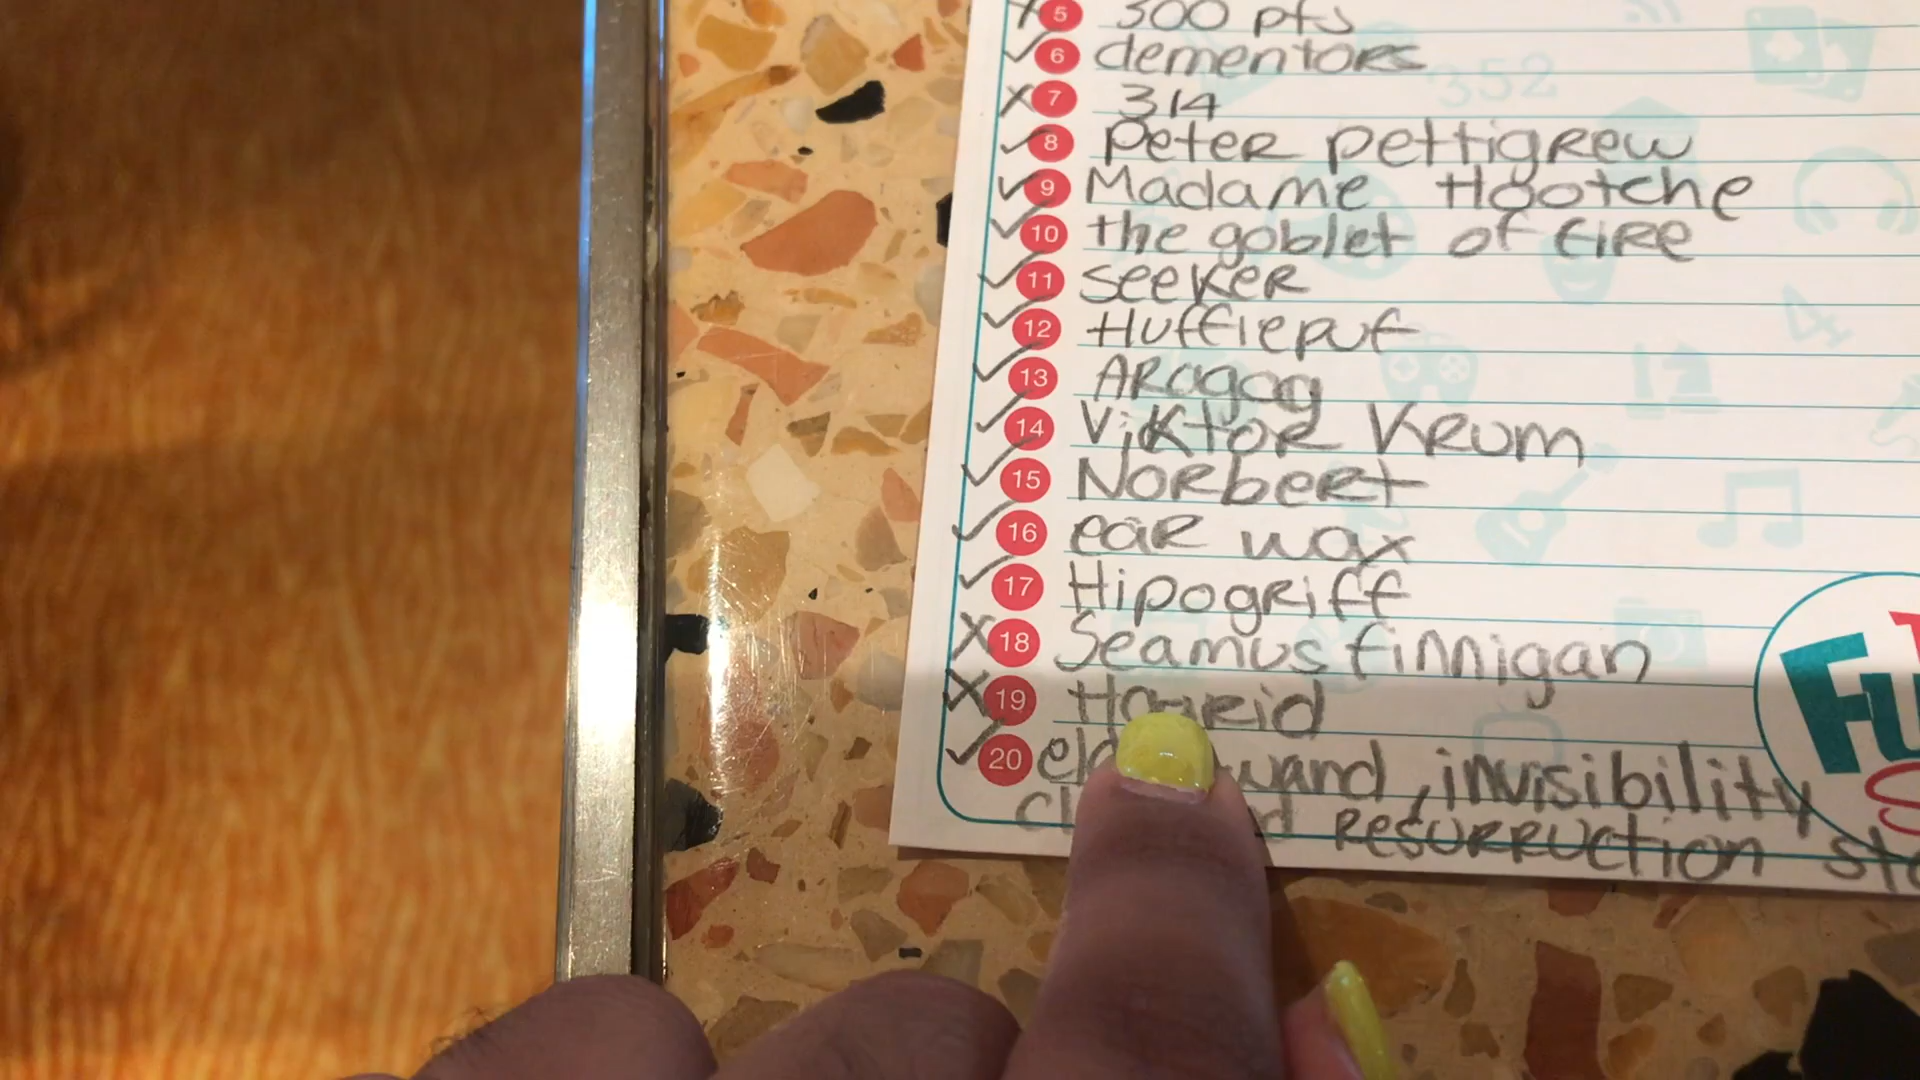 5 300 pts
6 dementors
7 314
8 Peter pettigrew
9 Madame Hootche
10 the goblet of fire
11 seeker
12 Hufflepuf
13 Aragog
14 Viktor Krum
15 Norbert
16 ear wax
17 Hipogriff
18 Seamus finnigan
19
20 wand, invisibility
Resurruction